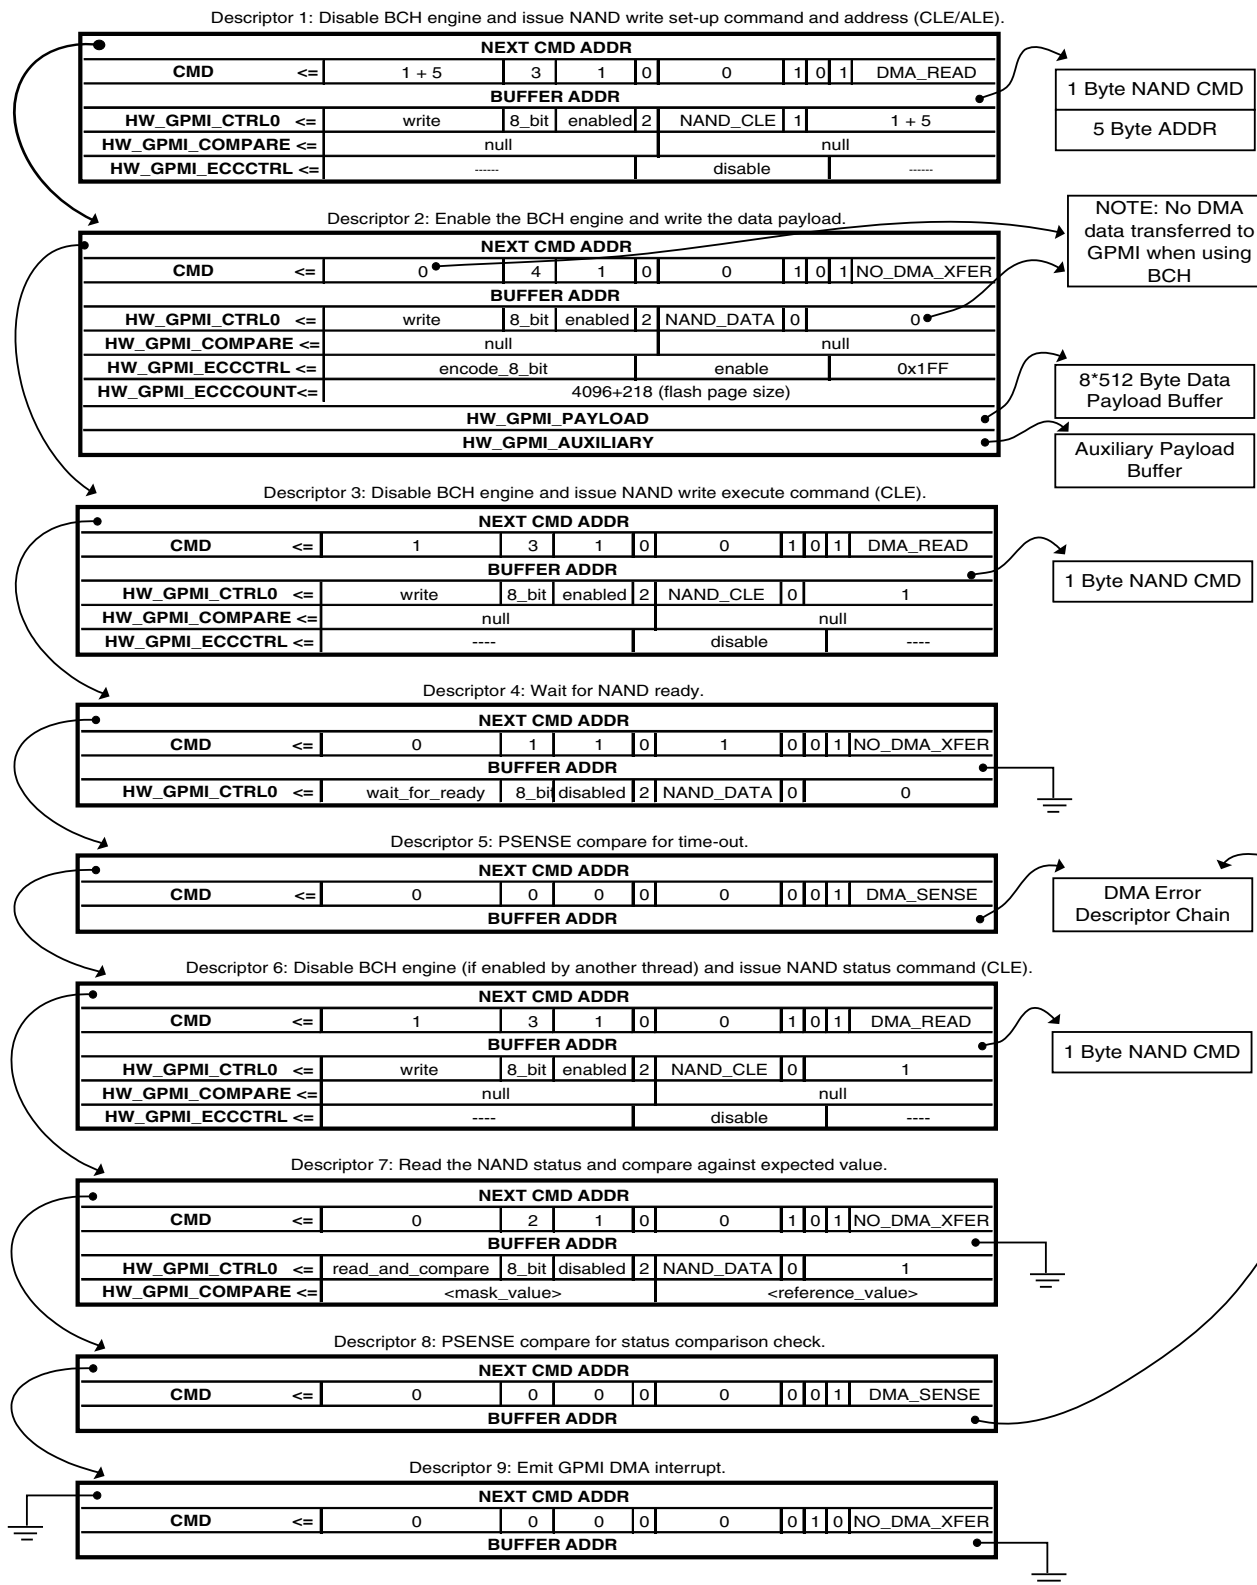 Descriptor 1: Disable BCH engine and issue NAND write set-up command and address (CLE/ALE).
NEXT CMD ADDR
CMD <= 1 + 5 3 1 0 0 1 0 1 DMA_READ
BUFFER ADDR
HW_GPMI_CTRL0 <= write 8_bit enabled 2 NAND_CLE 1 1 + 5
HW_GPMI_COMPARE <= null null
HW_GPMI_ECCCTRL <= ------ disable ------
1 Byte NAND CMD
5 Byte ADDR
Descriptor 2: Enable the BCH engine and write the data payload.
NEXT CMD ADDR
CMD <= 0 4 1 0 0 1 0 1 NO_DMA_XFER
BUFFER ADDR
HW_GPMI_CTRL0 <= write 8_bit enabled 2 NAND_DATA 0 0
HW_GPMI_COMPARE <= null null
HW_GPMI_ECCCTRL <= encode_8_bit enable 0x1FF
HW_GPMI_ECCCOUNT<= 4096+218 (flash page size)
HW_GPMI_PAYLOAD
HW_GPMI_AUXILIARY
NOTE: No DMA
data transferred to
GPMI when using
BCH
8*512 Byte Data
Payload Buffer
Auxiliary Payload
Buffer
Descriptor 3: Disable BCH engine and issue NAND write execute command (CLE).
NEXT CMD ADDR
CMD <= 1 3 1 0 0 1 0 1 DMA_READ
BUFFER ADDR
HW_GPMI_CTRL0 <= write 8_bit enabled 2 NAND_CLE 0 1
HW_GPMI_COMPARE <= null null
HW_GPMI_ECCCTRL <= ---- disable ----
1 Byte NAND CMD
Descriptor 4: Wait for NAND ready.
NEXT CMD ADDR
CMD <= 0 1 1 0 1 0 0 1 NO_DMA_XFER
BUFFER ADDR
HW_GPMI_CTRL0 <= wait_for_ready 8_bit disabled 2 NAND_DATA 0 0
Descriptor 5: PSENSE compare for time-out.
NEXT CMD ADDR
CMD <= 0 0 0 0 0 0 0 1 DMA_SENSE
BUFFER ADDR
DMA Error
Descriptor Chain
Descriptor 6: Disable BCH engine (if enabled by another thread) and issue NAND status command (CLE).
NEXT CMD ADDR
CMD <= 1 3 1 0 0 1 0 1 DMA_READ
BUFFER ADDR
HW_GPMI_CTRL0 <= write 8_bit enabled 2 NAND_CLE 0 1
HW_GPMI_COMPARE <= null null
HW_GPMI_ECCCTRL <= ---- disable ----
1 Byte NAND CMD
Descriptor 7: Read the NAND status and compare against expected value.
NEXT CMD ADDR
CMD <= 0 2 1 0 0 1 0 1 NO_DMA_XFER
BUFFER ADDR
HW_GPMI_CTRL0 <= read_and_compare 8_bit disabled 2 NAND_DATA 0 1
HW_GPMI_COMPARE <= <mask_value> <reference_value>
Descriptor 8: PSENSE compare for status comparison check.
NEXT CMD ADDR
CMD <= 0 0 0 0 0 0 0 1 DMA_SENSE
BUFFER ADDR
Descriptor 9: Emit GPMI DMA interrupt.
NEXT CMD ADDR
CMD <= 0 0 0 0 0 0 1 0 NO_DMA_XFER
BUFFER ADDR